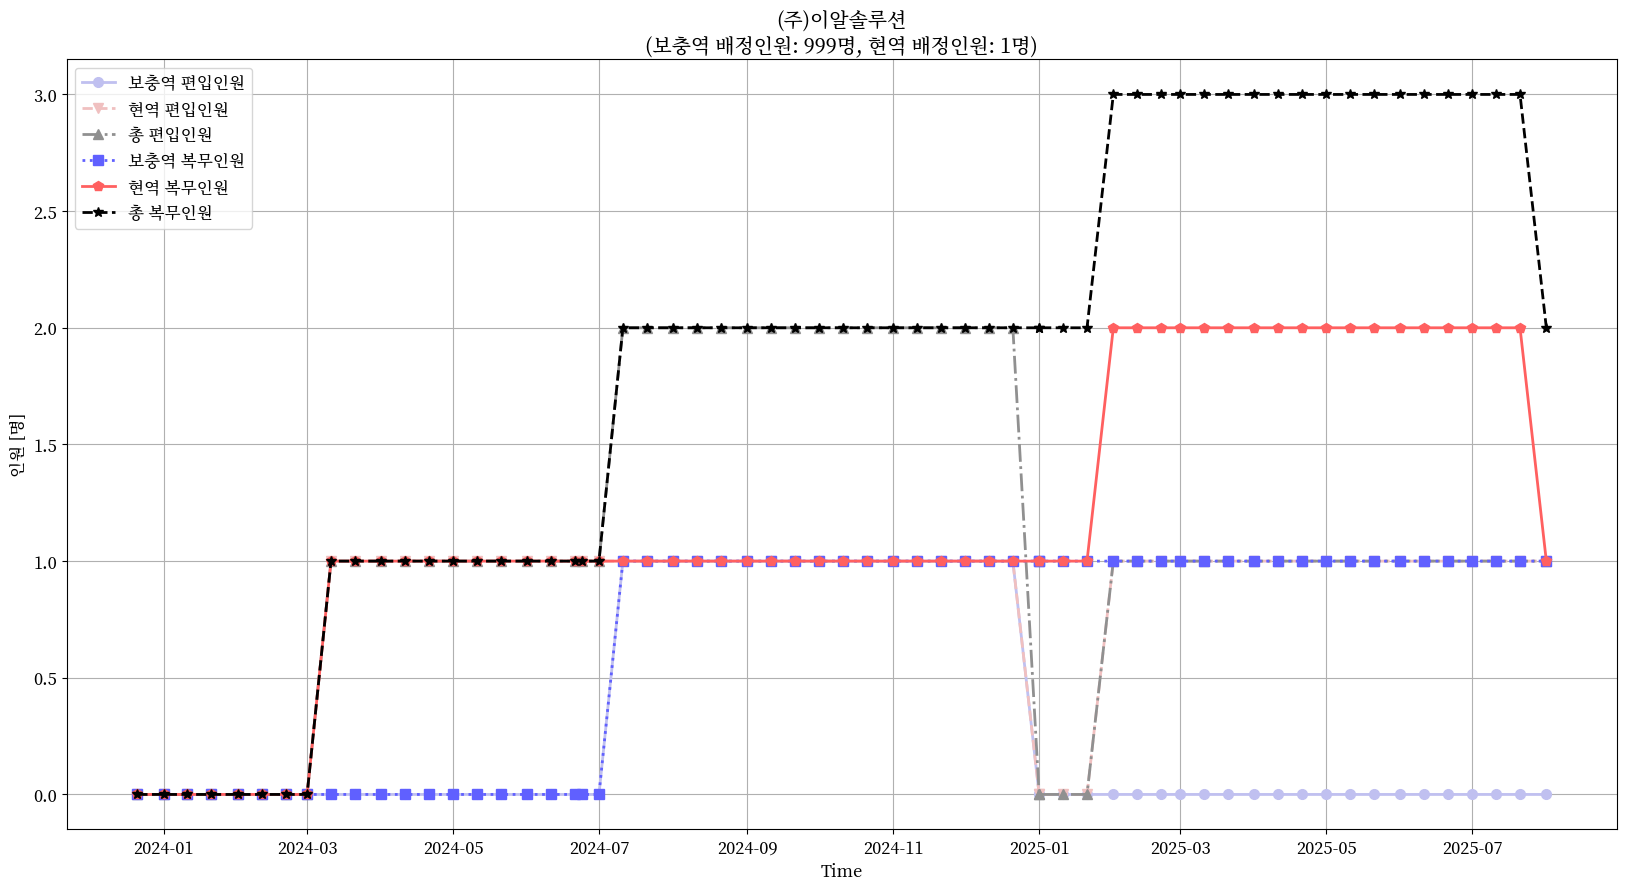 (주)이알솔루션
(보충역 배정인원: 999명, 현역 배정인원: 1명)
보충역 편입인원
현역 편입인원
총 편입인원
보충역 복무인원
현역 복무인원
총 복무인원
3.0
2.5
2.0
1.5
1.0
0.5
0.0
인원 [명]
2024-01
2024-03
2024-05
2024-07
2024-09
2024-11
2025-01
2025-03
2025-05
2025-07
Time